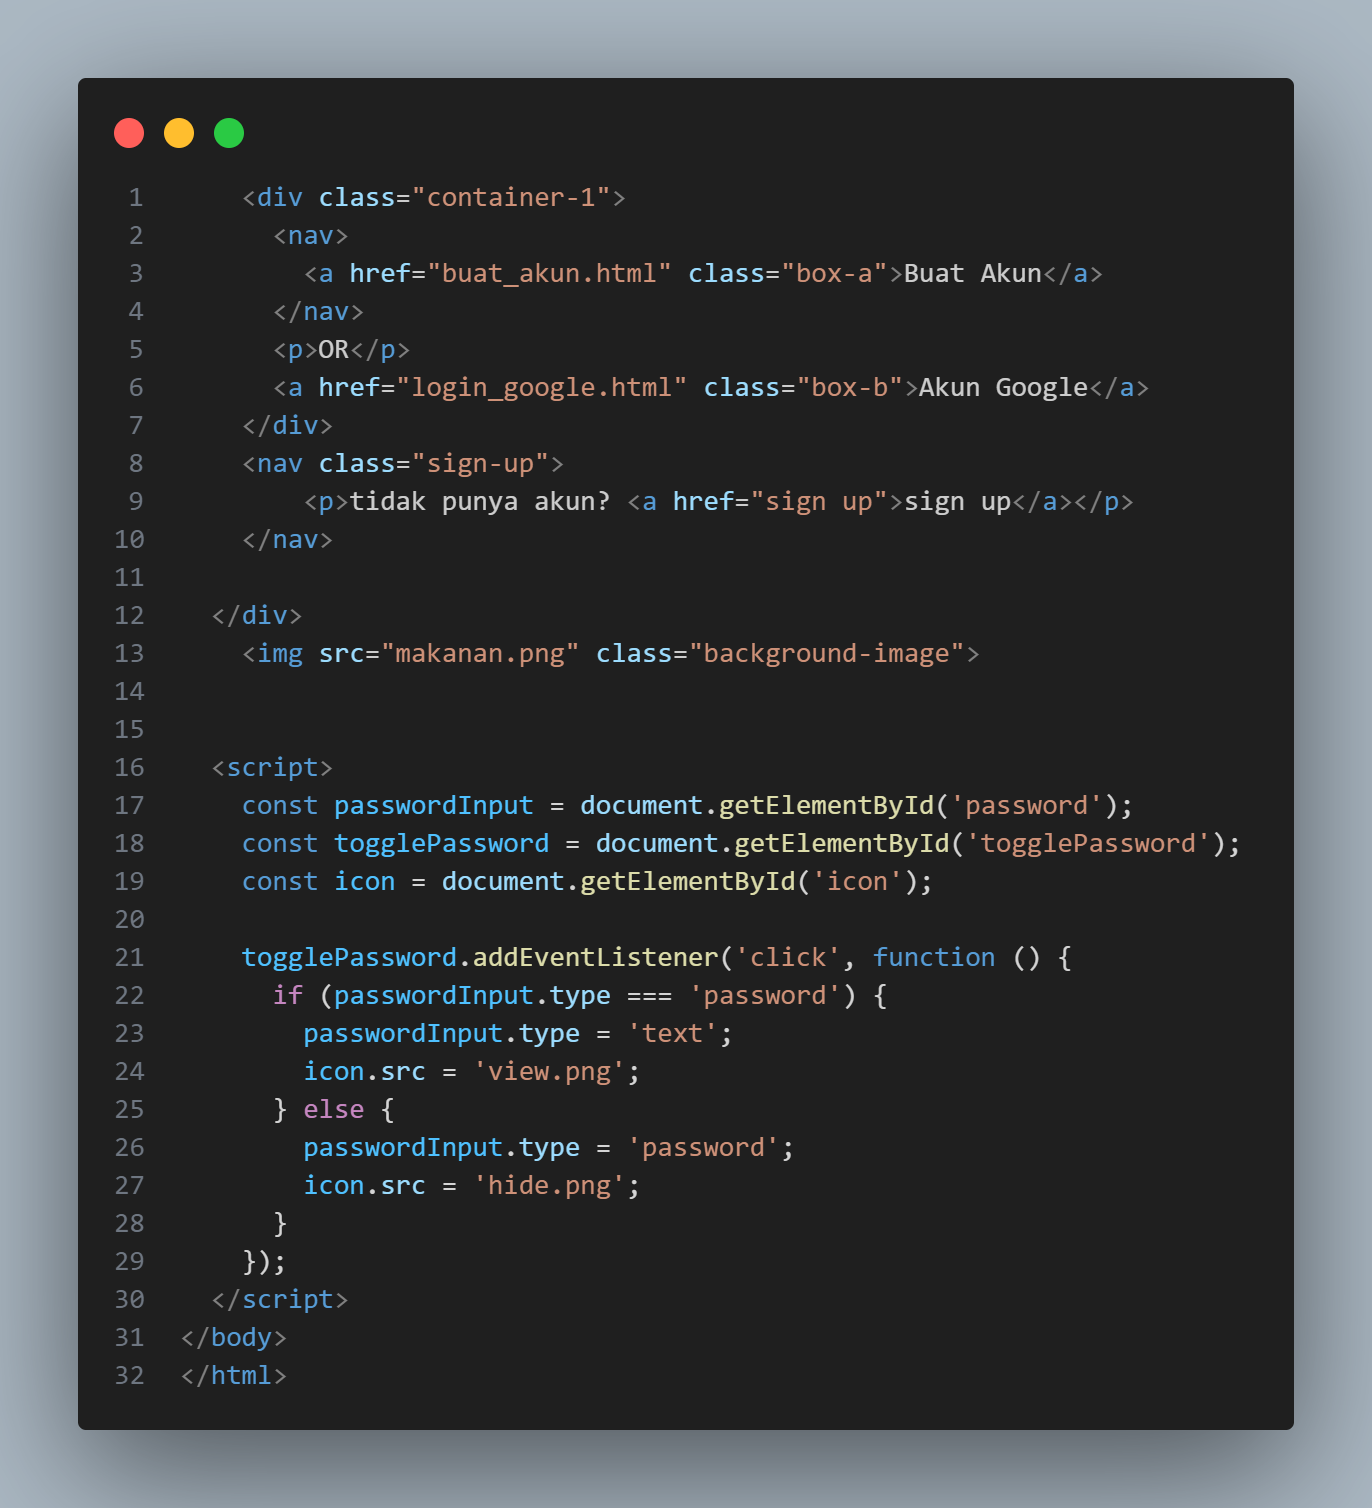 1 <div class="container-1">
2 <nav>
3 <a href="buat_akun.html" class="box-a">Buat Akun</a>
4 </nav>
5 <p>OR</p>
6 <a href="login_google.html" class="box-b">Akun Google</a>
7 </div>
8 <nav class="sign-up">
9 <p>tidak punya akun? <a href="sign up">sign up</a></p>
10 </nav>
11
12 </div>
13 <img src="makanan.png" class="background-image">
14
15
16 <script>
17 const passwordInput = document.getElementById('password');
18 const togglePassword = document.getElementById('togglePassword');
19 const icon = document.getElementById('icon');
20
21 togglePassword.addEventListener('click', function () {
22 if (passwordInput.type === 'password') {
23 passwordInput.type = 'text';
24 icon.src = 'view.png';
25 } else {
26 passwordInput.type = 'password';
27 icon.src = 'hide.png';
28 }
29 });
30 </script>
31 </body>
32 </html>